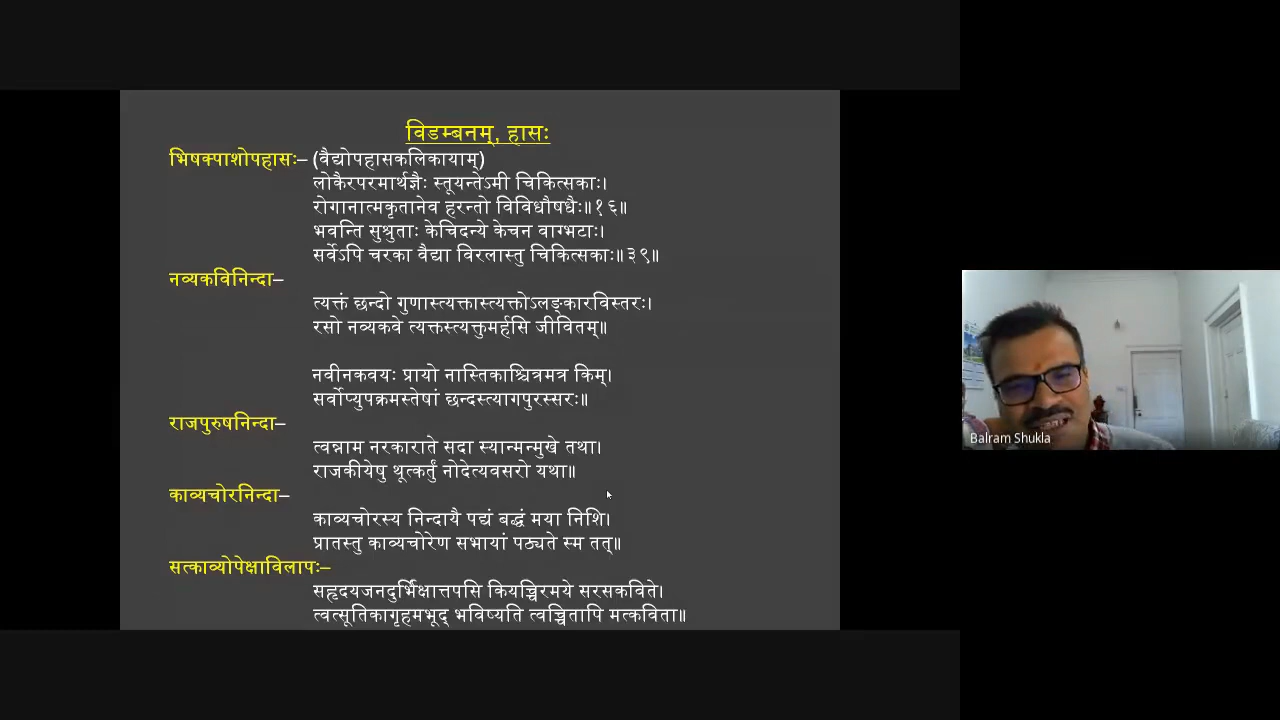 विडम्बनम्, हासः
भिषक्पाशोपहासः– (वैद्योपहासकलिकायाम्)
लोकैरपरमार्थज्ञैः स्तूयन्तेऽमी चिकित्सकाः।
रोगानात्मकृतानेव हरन्तो विविधौषधैः॥१६॥
भवन्ति सुश्रुताः केचिदन्ये केचन वाग्भटाः।
सर्वेऽपि चरका वैद्या विरलास्तु चिकित्सकाः॥३९॥
नव्यकविनिन्दा–
त्यक्तं छन्दो गुणास्त्यक्तास्त्यक्तोऽलङ्कारविस्तरः।
रसो नव्यकवे त्यक्तस्त्यक्तुमर्हसि जीवितम्॥
नवीनकवयः प्रायो नास्तिकाश्चित्रमत्र किम्।
सर्वोप्युपक्रमस्तेषां छन्दस्त्यागपुरस्सरः॥
राजपुरुषनिन्दा–
त्वन्नाम नरकाराते सदा स्यान्मन्मुखे तथा।
राजकीयेषु थूत्कर्तुं नोदेत्यवसरो यथा॥
काव्यचोरनिन्दा–
काव्यचोरस्य निन्दायै पद्यं बद्धं मया निशि।
प्रातस्तु काव्यचोरेण सभायां पठ्यते स्म तत्॥
सत्काव्योपेक्षाविलापः–
सहृदयजनदुर्भिक्षात्तपसि कियच्चिरमये सरसकविते।
त्वत्सूतिकागृहमभूद् भविष्यति त्वच्चितापि मत्कविता॥
Balram Shukla